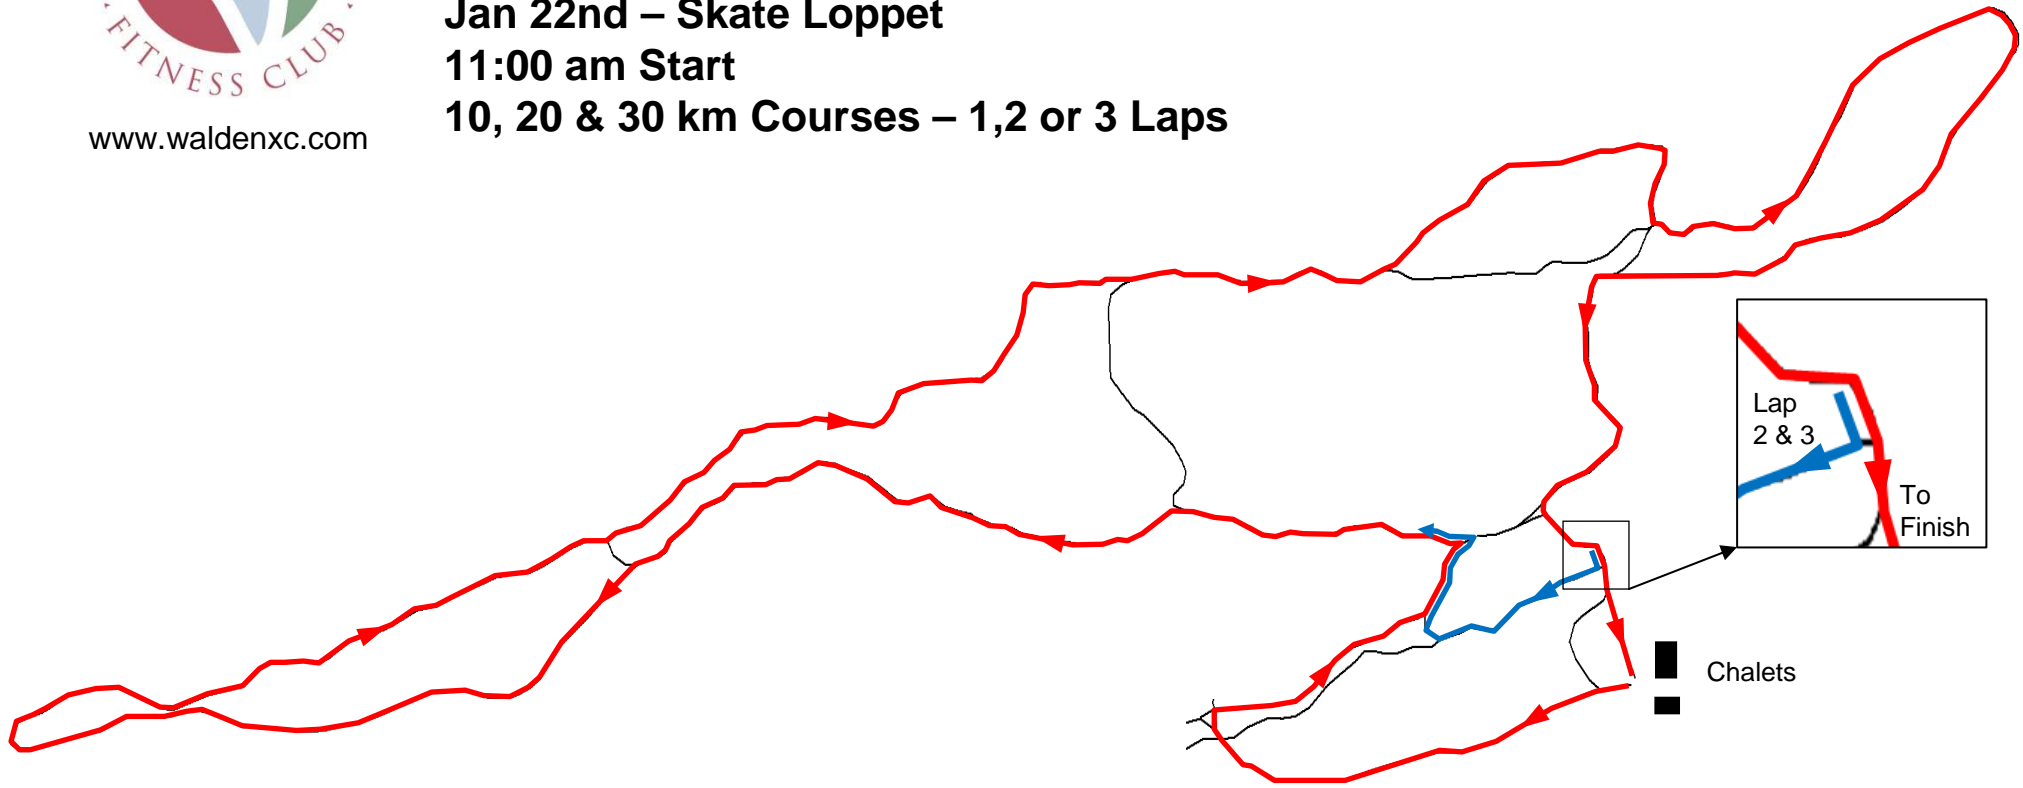 FITNESS CLUB
www.waldenxc.com
Jan 22nd – Skate Loppet
11:00 am Start
10, 20 & 30 km Courses – 1,2 or 3 Laps
Lap
2 & 3
To
Finish
Chalets